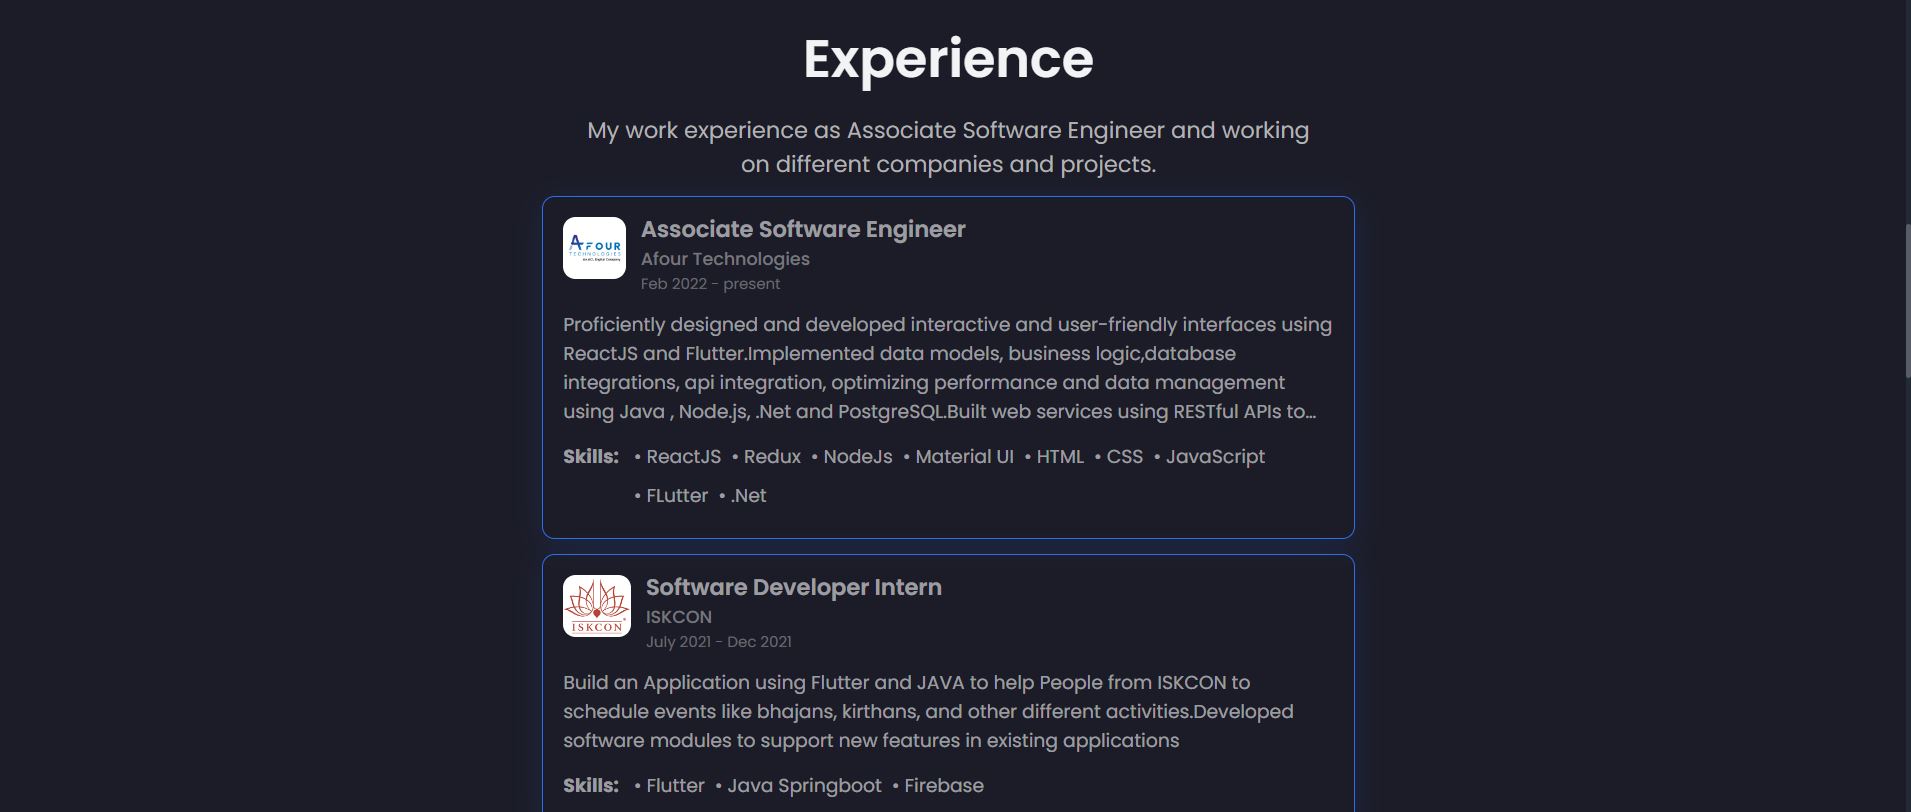 Experience
My work experience as Associate Software Engineer and working
on different companies and projects.
AFOUR
TECHNOLOGIES
Associate Software Engineer
Afour Technologies
Feb 2022 - present
Proficiently designed and developed interactive and user-friendly interfaces using
ReactJS and Flutter.Implemented data models, business logic,database
integrations, api integration, optimizing performance and data management
using Java , Node.js, .Net and PostgreSQL.Built web services using RESTful APIs to...
Skills: • ReactJS • Redux • NodeJs • Material UI • HTML • CSS • JavaScript
• FLutter • .Net
ISKCON
Software Developer Intern
ISKCON
July 2021 - Dec 2021
Build an Application using Flutter and JAVA to help People from ISKCON to
schedule events like bhajans, kirthans, and other different activities.Developed
software modules to support new features in existing applications
Skills: • Flutter • Java Springboot • Firebase